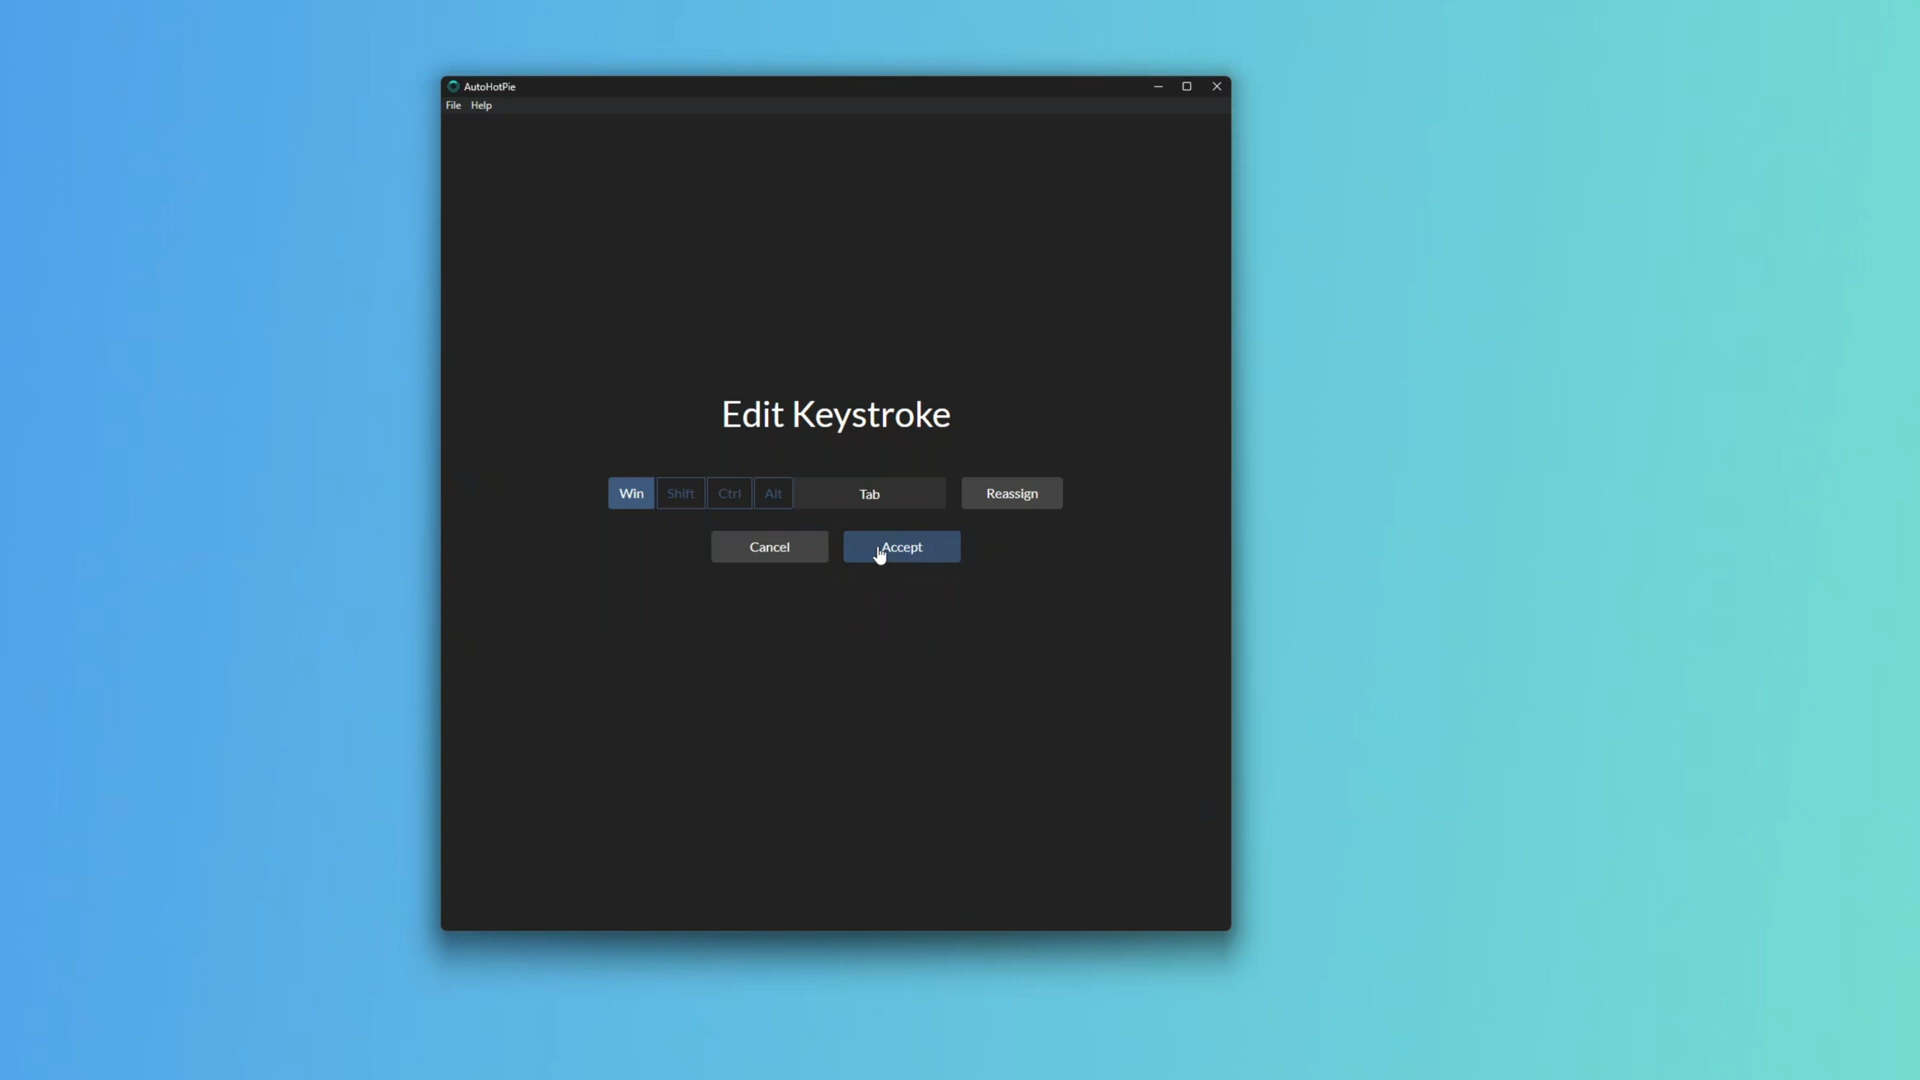 AutoHotPie
File Help
Edit Keystroke
Win Shift Ctrl Alt Tab Reassign
Cancel Accept